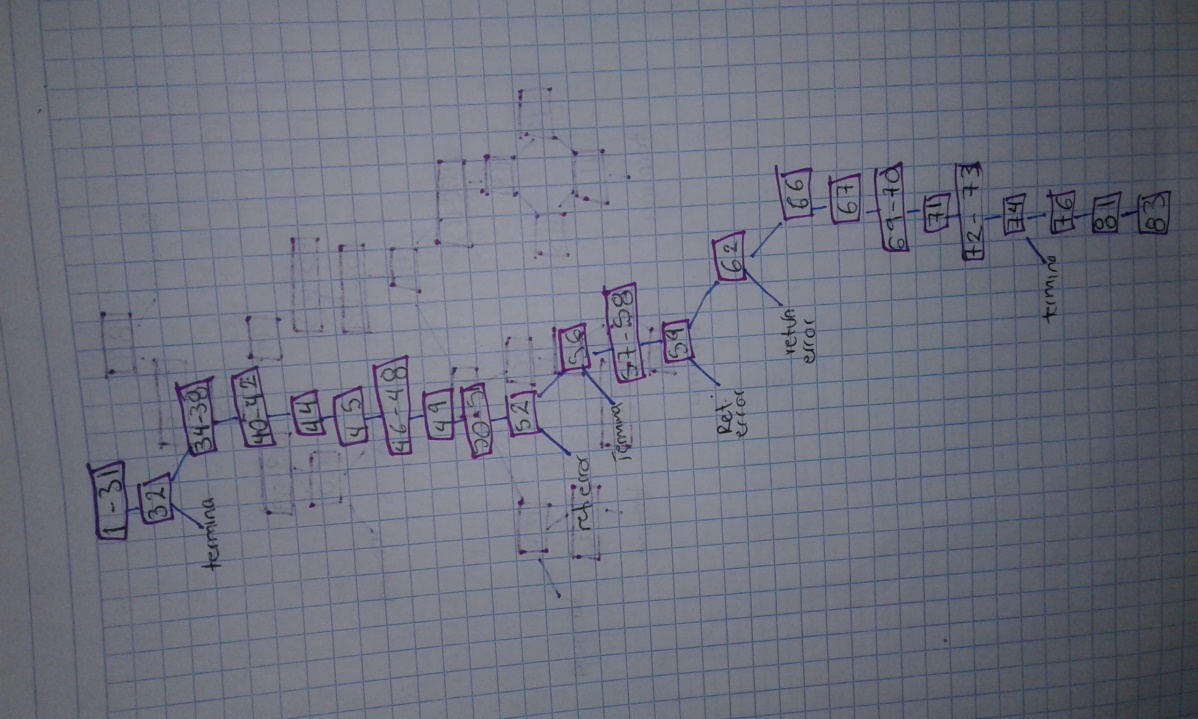 1-31
32
termina
34-38
40-42
44
45
46-48
49
50-51
52
ret error
56
Termina
57-58
59
Ret.
error
62
retun
error
66
67
69-70
71
72-73
74
termina
76
81
83